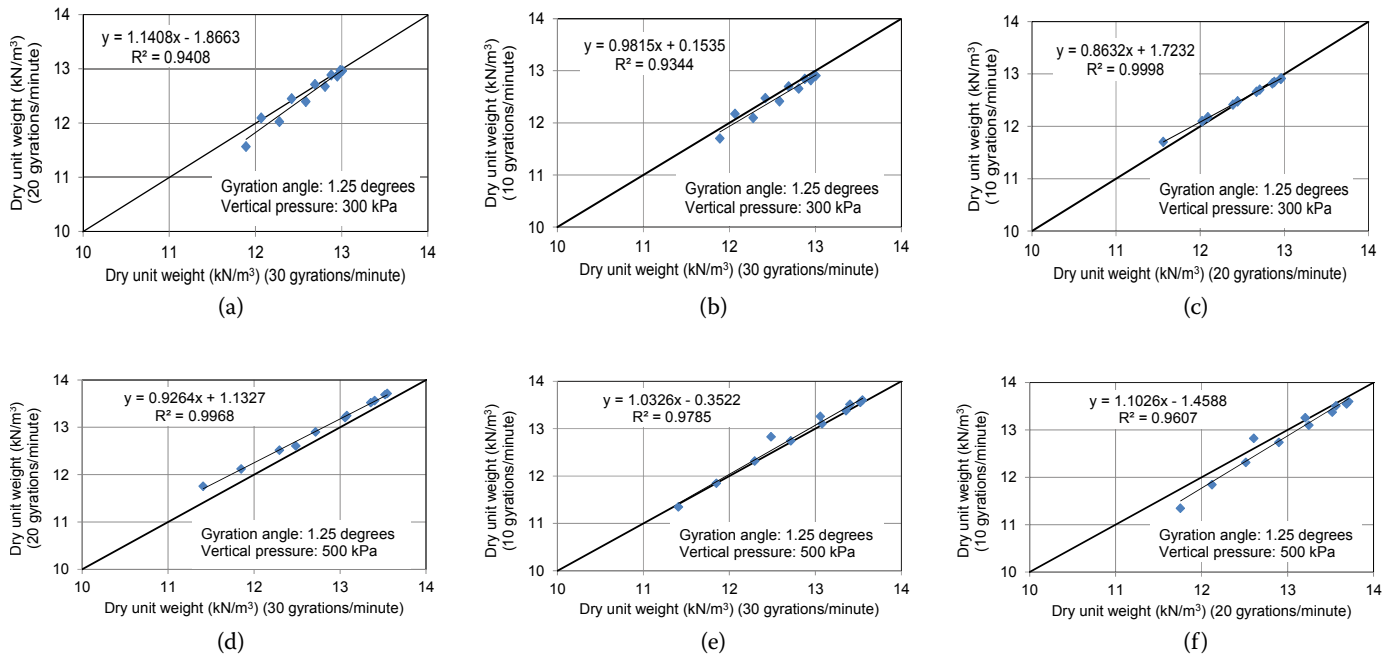 14
13
12
11
10
Dry unit weight (kN/m³)
(20 gyrations/minute)
y = 1.1408x - 1.8663
R² = 0.9408
Gyration angle: 1.25 degrees
Vertical pressure: 300 kPa
10 11 12 13 14
Dry unit weight (kN/m³) (30 gyrations/minute)
(a)
14
13
12
11
10
Dry unit weight (kN/m³)
(10 gyrations/minute)
y = 0.9815x + 0.1535
R² = 0.9344
Gyration angle: 1.25 degrees
Vertical pressure: 300 kPa
10 11 12 13 14
Dry unit weight (kN/m³) (30 gyrations/minute)
(b)
14
13
12
11
10
Dry unit weight (kN/m³)
(10 gyrations/minute)
y = 0.8632x + 1.7232
R² = 0.9998
Gyration angle: 1.25 degrees
Vertical pressure: 300 kPa
10 11 12 13 14
Dry unit weight (kN/m³) (20 gyrations/minute)
(c)
14
13
12
11
10
Dry unit weight (kN/m³)
(20 gyrations/minute)
y = 0.9264x + 1.1327
R² = 0.9968
Gyration angle: 1.25 degrees
Vertical pressure: 500 kPa
10 11 12 13 14
Dry unit weight (kN/m³) (30 gyrations/minute)
(d)
14
13
12
11
10
Dry unit weight (kN/m³)
(10 gyrations/minute)
y = 1.0326x - 0.3522
R² = 0.9785
Gyration angle: 1.25 degrees
Vertical pressure: 500 kPa
10 11 12 13 14
Dry unit weight (kN/m³) (30 gyrations/minute)
(e)
14
13
12
11
10
Dry unit weight (kN/m³)
(10 gyrations/minute)
y = 1.1026x - 1.4588
R² = 0.9607
Gyration angle: 1.25 degrees
Vertical pressure: 500 kPa
10 11 12 13 14
Dry unit weight (kN/m³) (20 gyrations/minute)
(f)